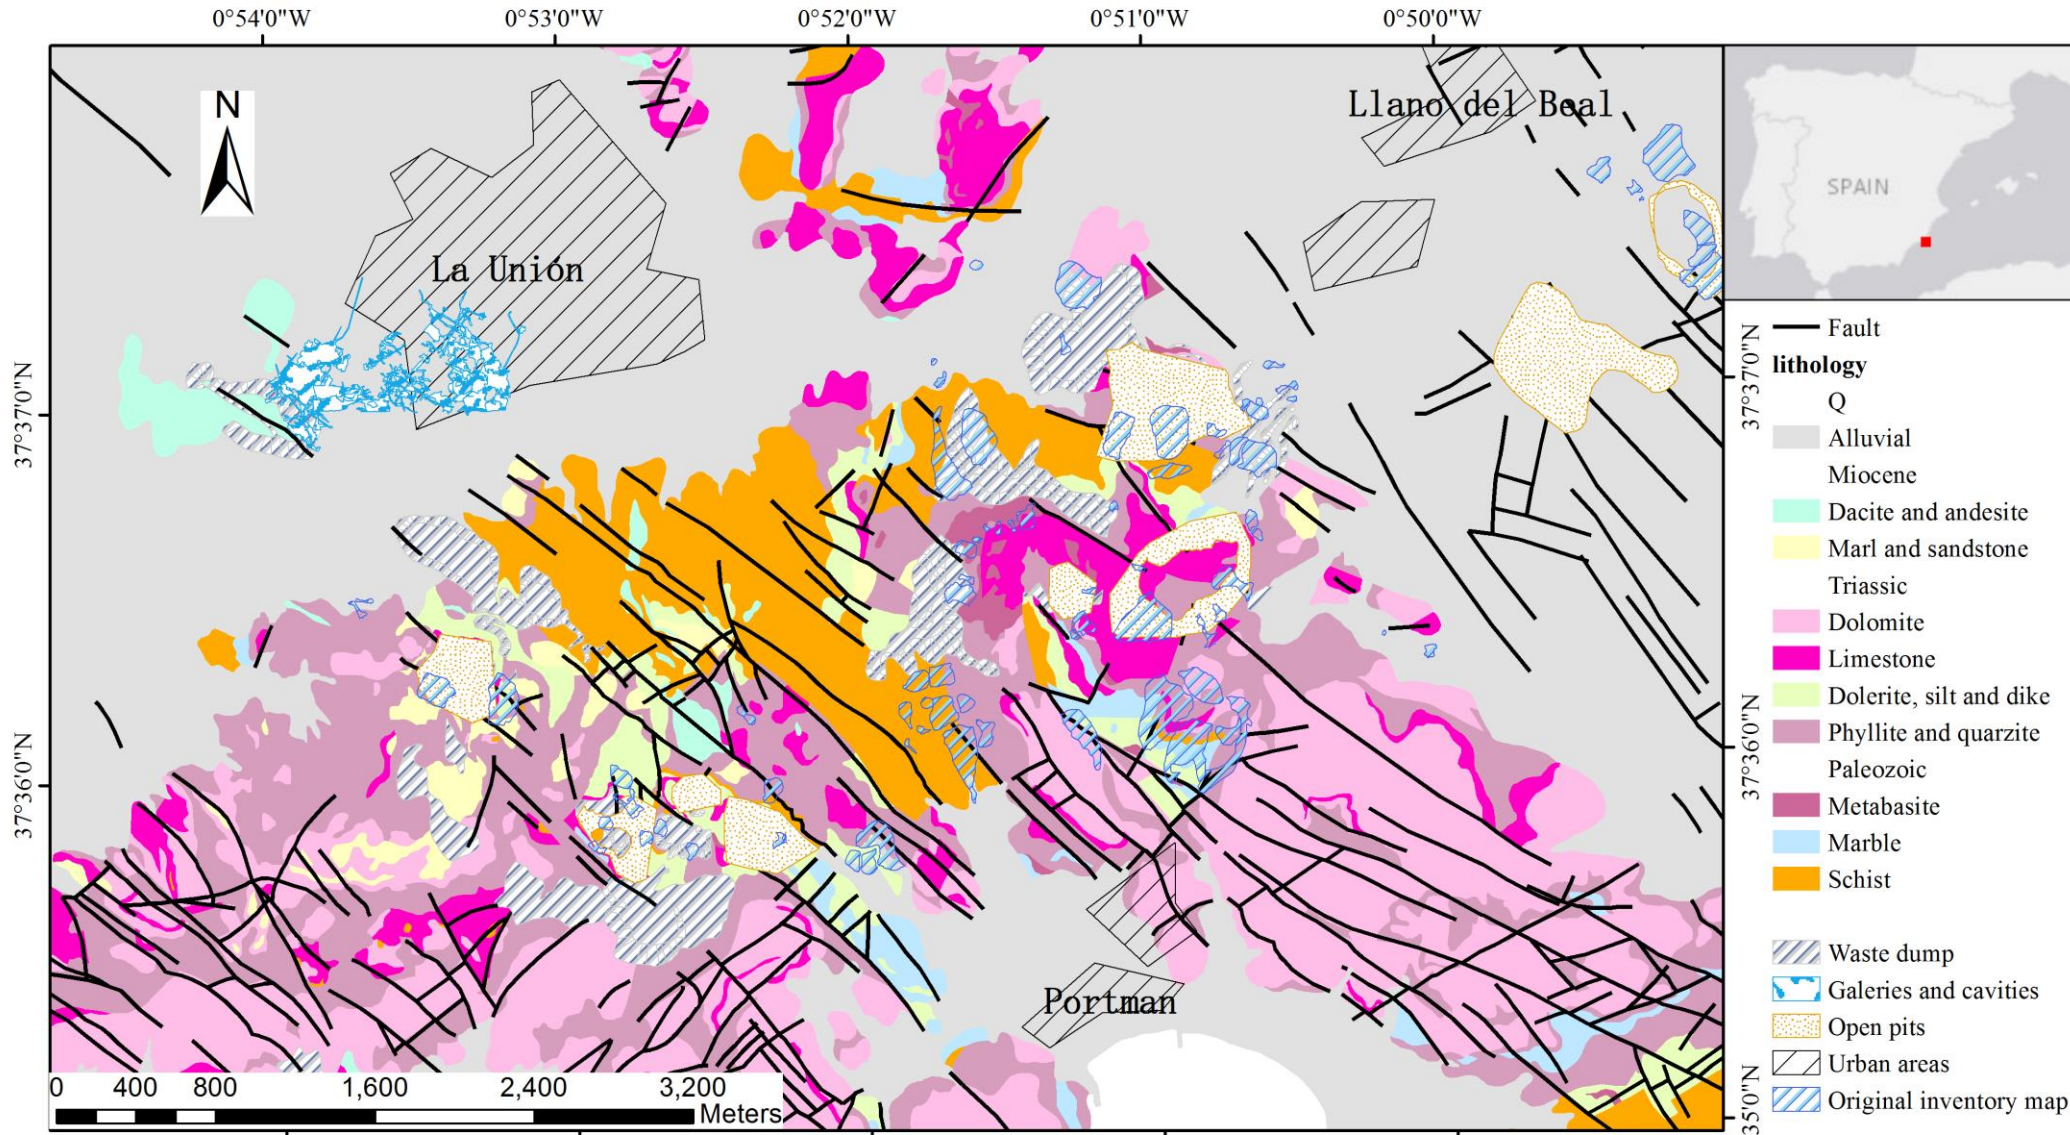 0°54'0"W 0°53'0"W 0°52'0"W 0°51'0"W 0°50'0"W
N
Llano del Beal
La Unión
Portman
37°37'0"N
37°36'0"N
37°37'0"N
37°36'0"N
35'0"N
0 400 800 1,600 2,400 3,200
Meters
SPAIN
Fault
lithology
Q
Alluvial
Miocene
Dacite and andesite
Marl and sandstone
Triassic
Dolomite
Limestone
Dolerite, silt and dike
Phyllite and quarzite
Paleozoic
Metabasite
Marble
Schist
Waste dump
Galeries and cavities
Open pits
Urban areas
Original inventory map